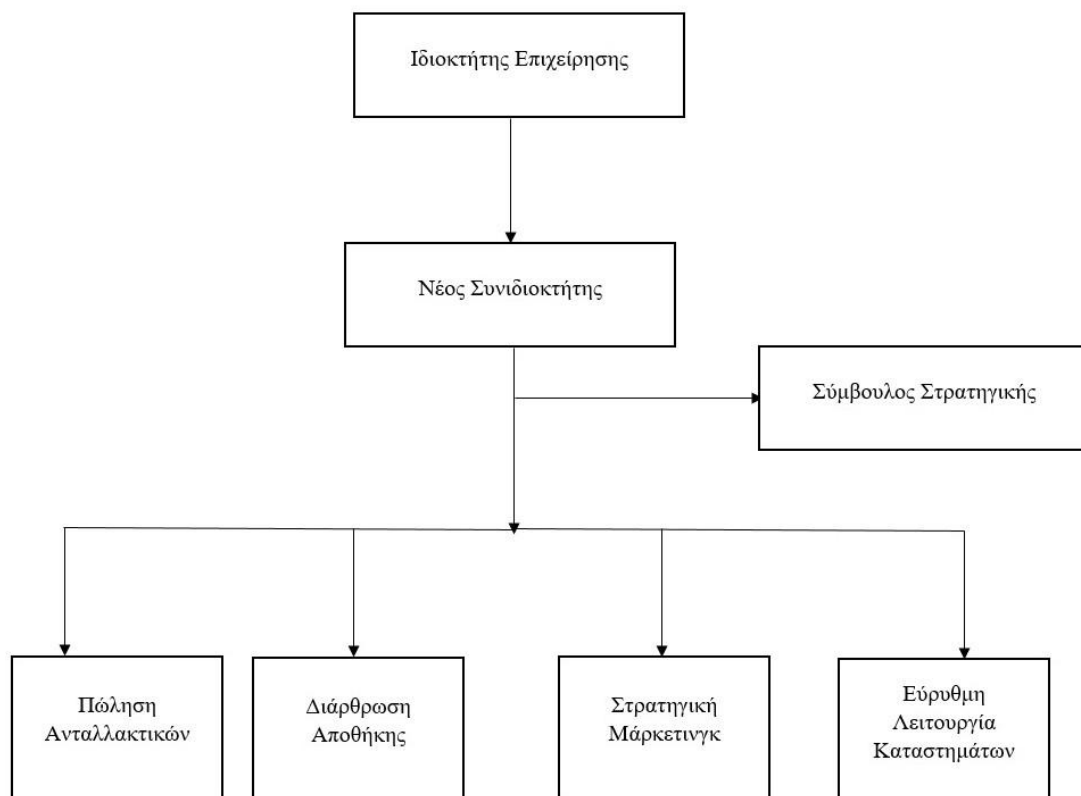 Ιδιοκτήτης Επιχείρησης
Νέος Συνιδιοκτήτης
Σύμβουλος Στρατηγικής
Πώληση
Ανταλλακτικών
Διάρθρωση
Αποθήκης
Στρατηγική
Μάρκετινγκ
Εύρυθμη
Λειτουργία
Καταστημάτων